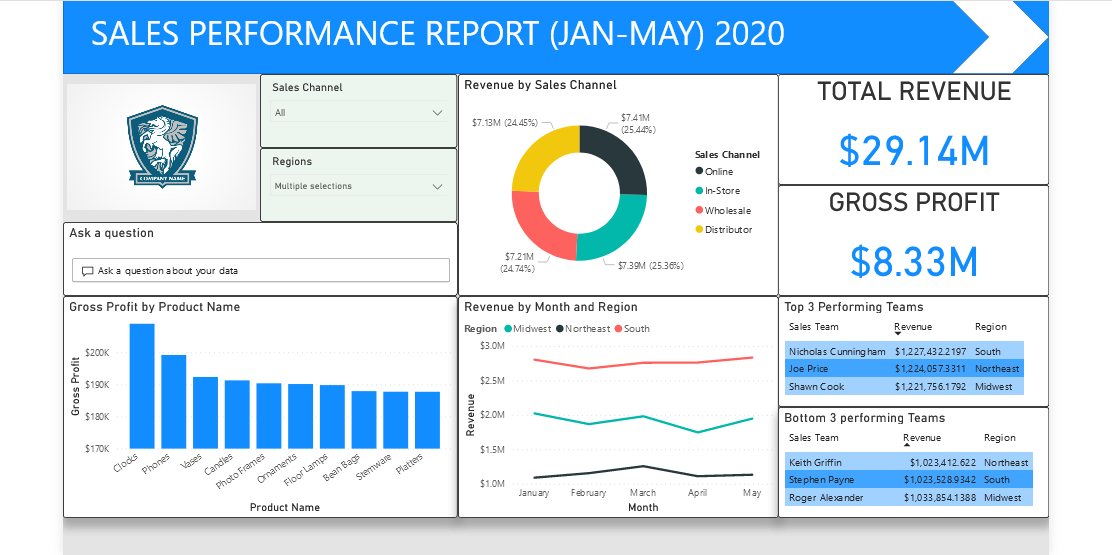 SALES PERFORMANCE REPORT (JAN-MAY) 2020
COMPANY NAME
Sales Channel
All
Regions
Multiple selections
Ask a question
Ask a question about your data
Revenue by Sales Channel
$7.13M (24.45%)
$7.41M
(25.44%)
$7.21M
(24.74%)
$7.39M (25.36%)
Sales Channel
Online
In-Store
Wholesale
Distributor
TOTAL REVENUE
$29.14M
GROSS PROFIT
$8.33M
Gross Profit by Product Name
Gross Profit
$200K
$190K
$180K
$170K
Clocks
Phones
Vases
Candles
Photo Frames
Ornaments
Floor Lamps
Bean Bags
Stemware
Platters
Product Name
Revenue by Month and Region
Region Midwest Northeast South
Revenue
$3.0M
$2.5M
$2.0M
$1.5M
$1.0M
January February March April May
Month
Top 3 Performing Teams
Sales Team Revenue Region
Nicholas Cunningham $1,227,432.2197 South
Joe Price $1,224,057.3311 Northeast
Shawn Cook $1,221,756.1792 Midwest
Bottom 3 performing Teams
Sales Team Revenue Region
Keith Griffin $1,023,412.622 Northeast
Stephen Payne $1,023,528.9342 South
Roger Alexander $1,033,854.1388 Midwest